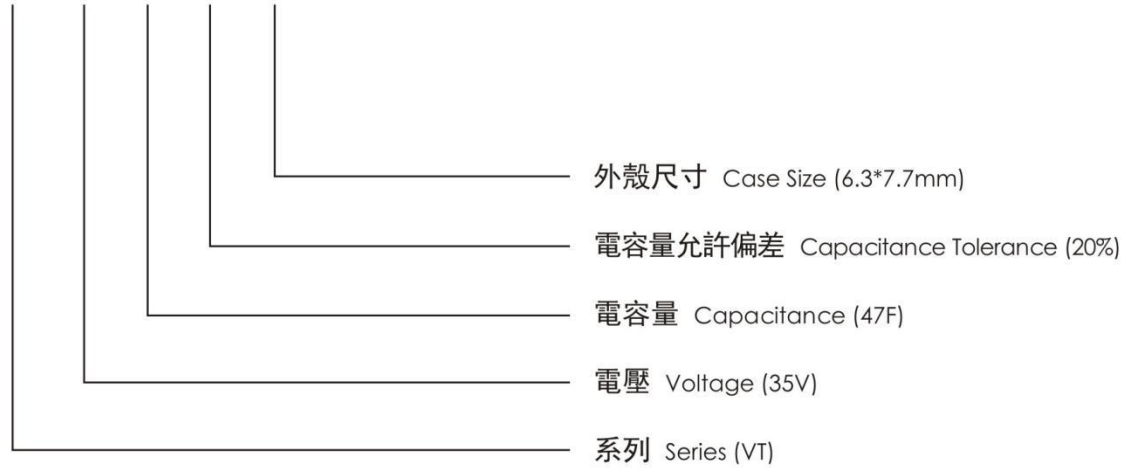 外殼尺寸 Case Size (6.3*7.7mm)
電容量允許偏差 Capacitance Tolerance (20%)
電容量 Capacitance (47F)
電壓 Voltage (35V)
系列 Series (VT)